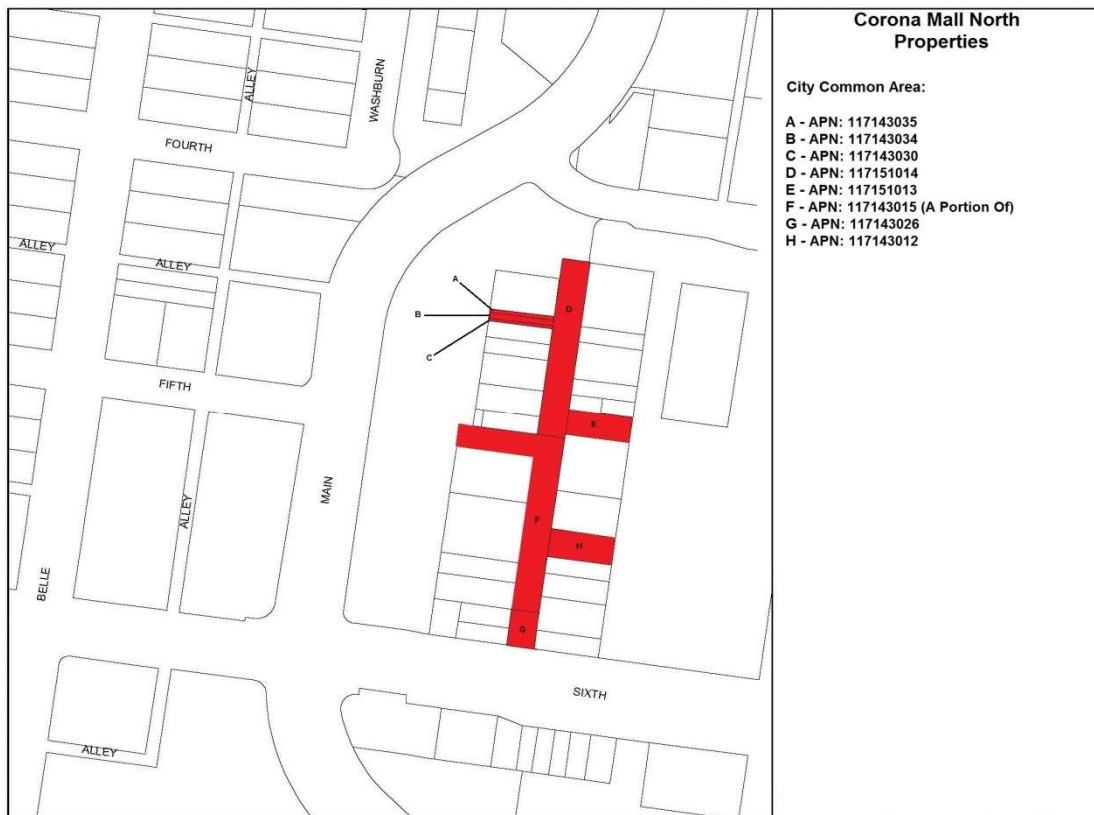 Corona Mall North
Properties
City Common Area:
A - APN: 117143035
B - APN: 117143034
C - APN: 117143030
D - APN: 117151014
E - APN: 117151013
F - APN: 117143015 (A Portion Of)
G - APN: 117143026
H - APN: 117143012
ALLEY
WASHBURN
FOURTH
ALLEY
ALLEY
A
B
C
D
FIFTH
E
MAIN
ALLEY
F
H
BELLE
G
SIXTH
ALLEY